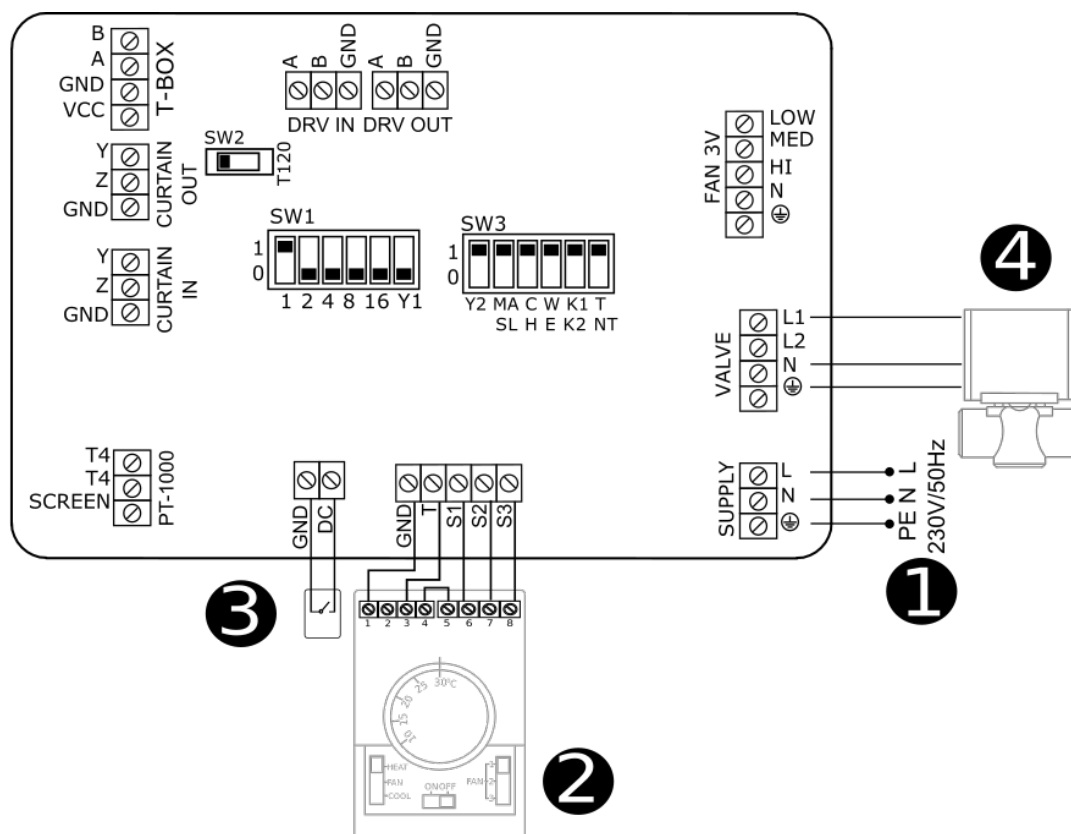 B
A
GND
VCC
T-BOX
A
B
GND
A
B
GND
DRV IN
DRV OUT
LOW
MED
HI
N
FAN 3V
Y
Z
GND
CURTAIN
OUT
SW2
T120
SW1
1
0
1 2 4 8 16 Y1
SW3
1
0
Y2 MA C W K1 T
SL H E K2 NT
Y
Z
GND
CURTAIN
IN
4
L1
L2
N
VALVE
T4
T4
SCREEN
PT-1000
GND
DC
GND
T
S1
S2
S3
L
N
SUPPLY
L
N
PE
230V/50Hz
1
3
1 2 3 4 5 6 7 8
10
15
20
25
30°C
HEAT
FAN
COOL
ONOFF
FAN
1
2
3
2